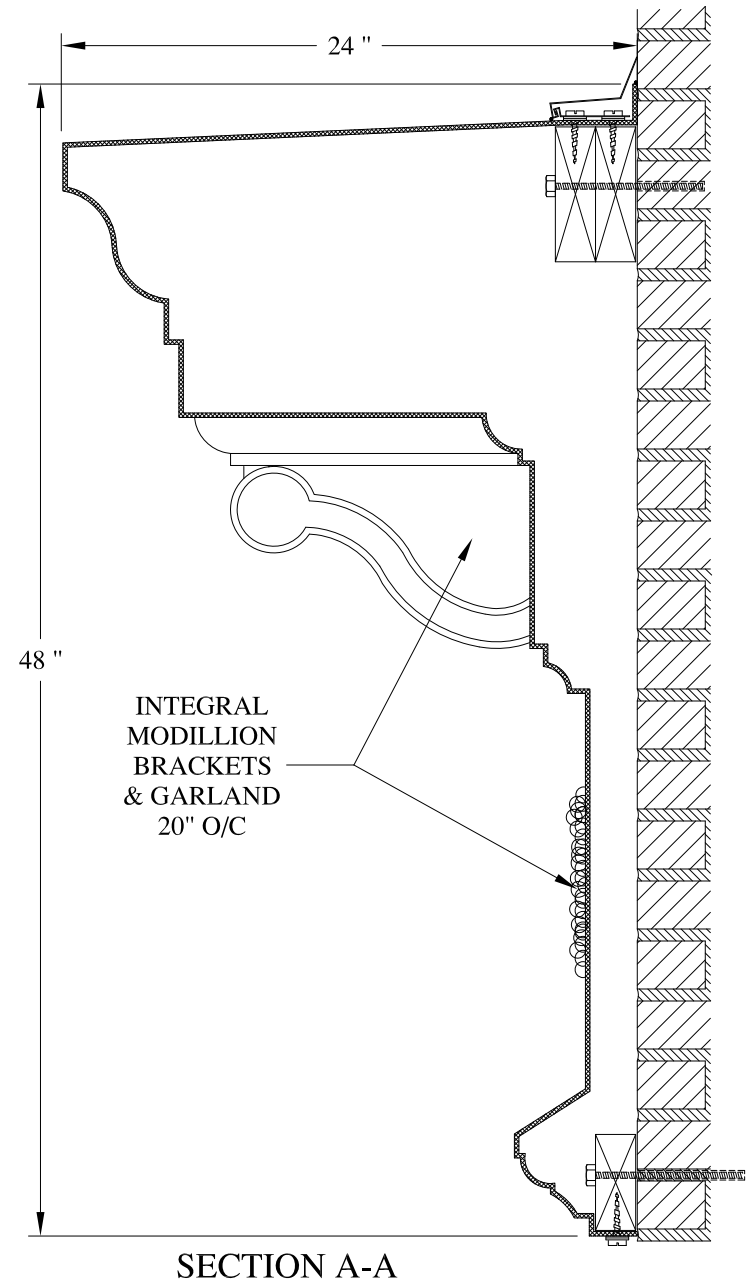 24 "
48 "
INTEGRAL
MODILLION
BRACKETS
& GARLAND
20" O/C
SECTION A-A